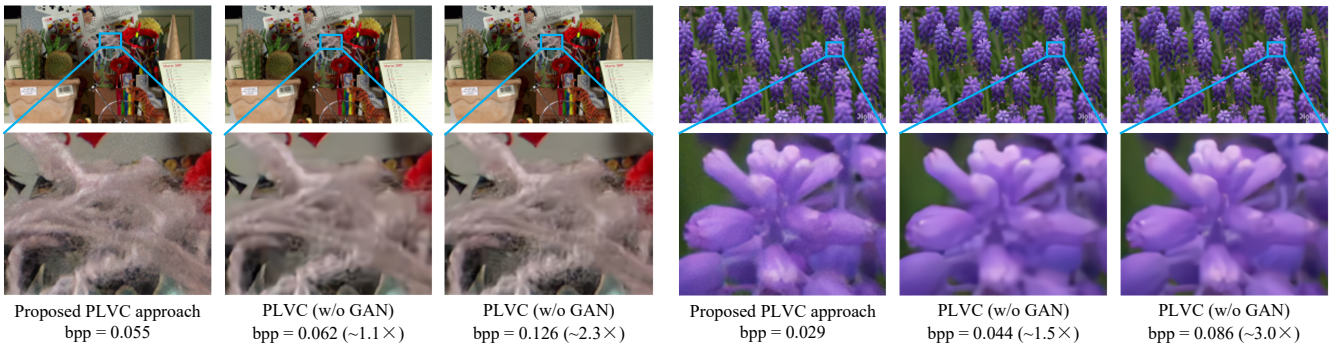 Proposed PLVC approach
bpp = 0.055
PLVC (w/o GAN)
bpp = 0.062 (~1.1×)
PLVC (w/o GAN)
bpp = 0.126 (~2.3×)
Proposed PLVC approach
bpp = 0.029
PLVC (w/o GAN)
bpp = 0.044 (~1.5×)
PLVC (w/o GAN)
bpp = 0.086 (~3.0×)